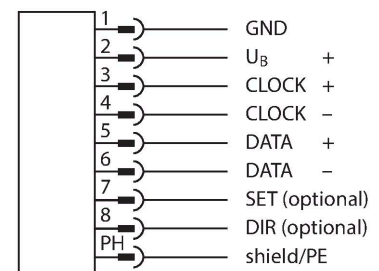 1 GND
2 U_B +
3 CLOCK +
4 CLOCK –
5 DATA +
6 DATA –
7 SET (optional)
8 DIR (optional)
PH shield/PE